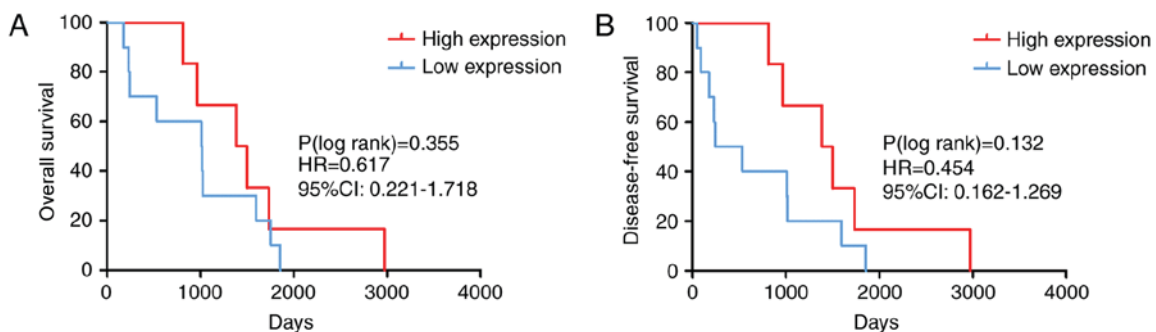 A
Overall survival
100
80
60
40
20
0
High expression
Low expression
P(log rank)=0.355
HR=0.617
95%CI: 0.221-1.718
0 1000 2000 3000 4000
Days
B
Disease-free survival
100
80
60
40
20
0
High expression
Low expression
P(log rank)=0.132
HR=0.454
95%CI: 0.162-1.269
0 1000 2000 3000 4000
Days